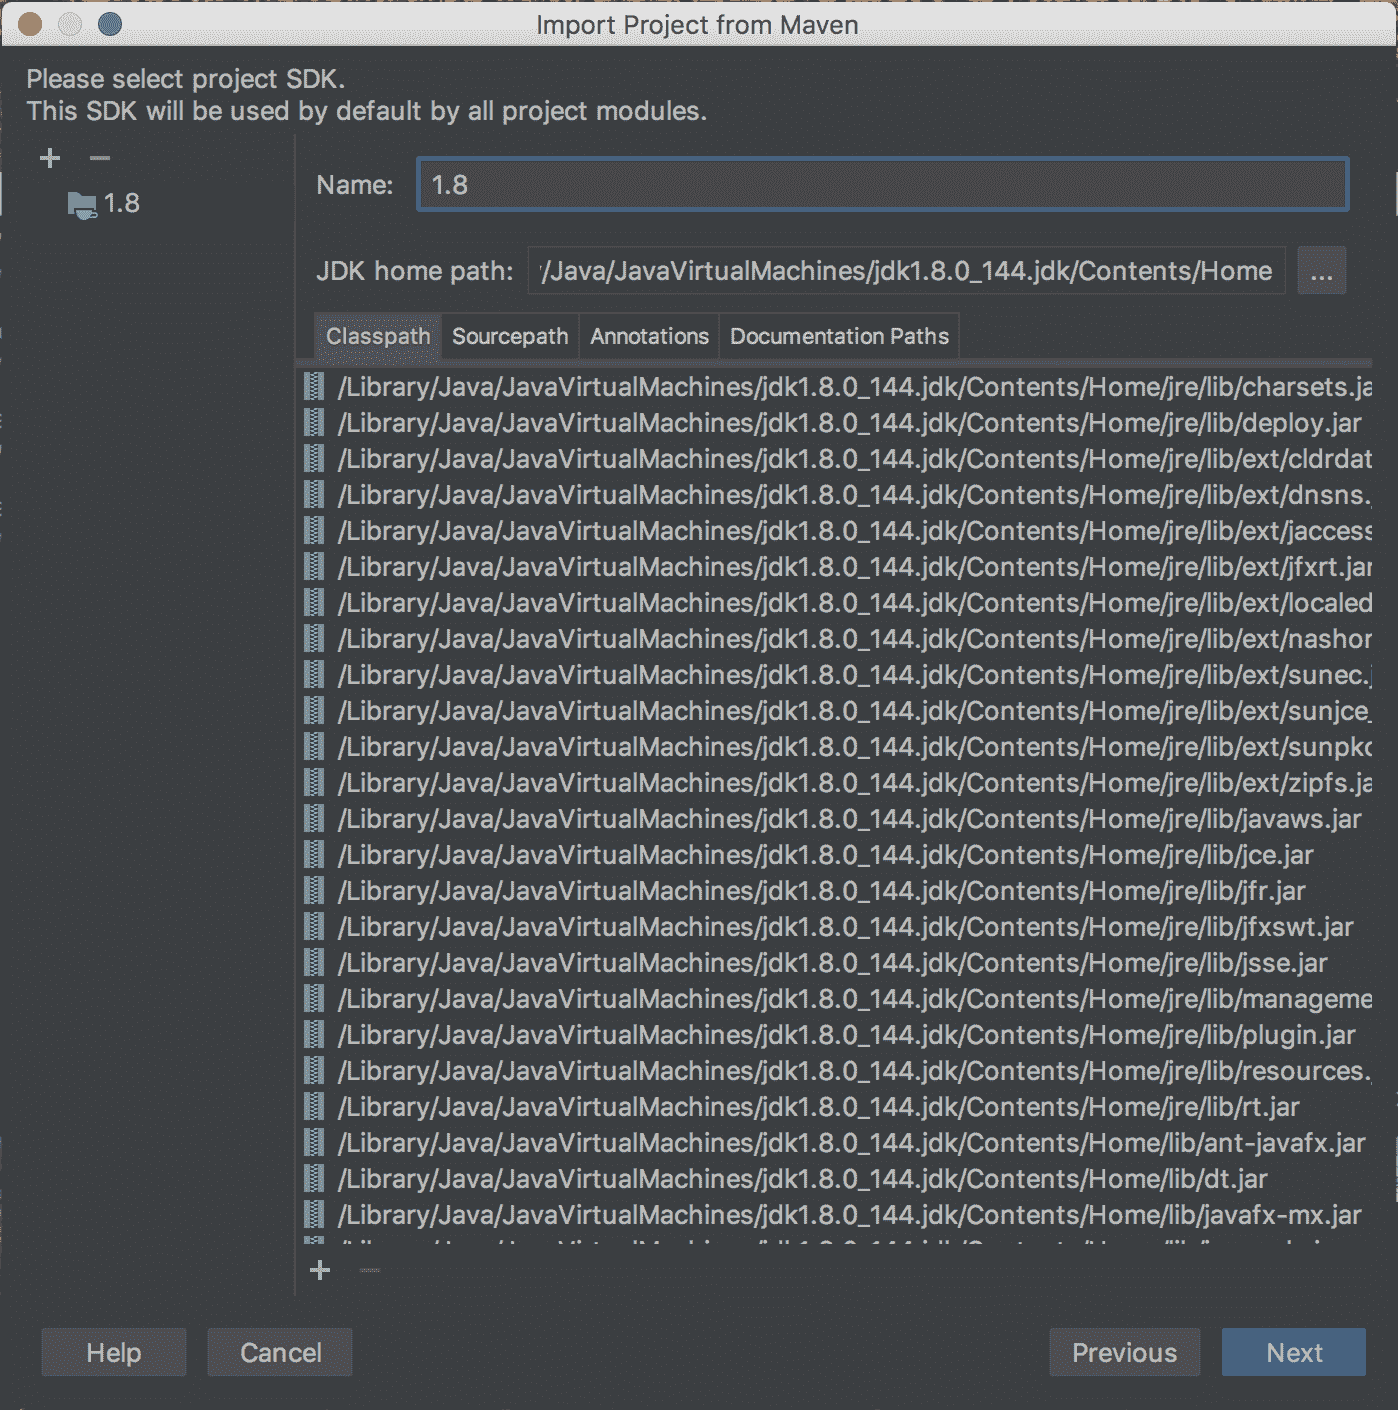 Import Project from Maven
Please select project SDK.
This SDK will be used by default by all project modules.
1.8
Name: 1.8
JDK home path: /Java/JavaVirtualMachines/jdk1.8.0_144.jdk/Contents/Home ...
Classpath Sourcepath Annotations Documentation Paths
/Library/Java/JavaVirtualMachines/jdk1.8.0_144.jdk/Contents/Home/jre/lib/charsets.ja
/Library/Java/JavaVirtualMachines/jdk1.8.0_144.jdk/Contents/Home/jre/lib/deploy.jar
/Library/Java/JavaVirtualMachines/jdk1.8.0_144.jdk/Contents/Home/jre/lib/ext/cldrdat
/Library/Java/JavaVirtualMachines/jdk1.8.0_144.jdk/Contents/Home/jre/lib/ext/dnsns.
/Library/Java/JavaVirtualMachines/jdk1.8.0_144.jdk/Contents/Home/jre/lib/ext/jaccess
/Library/Java/JavaVirtualMachines/jdk1.8.0_144.jdk/Contents/Home/jre/lib/ext/jfxrt.jar
/Library/Java/JavaVirtualMachines/jdk1.8.0_144.jdk/Contents/Home/jre/lib/ext/localed
/Library/Java/JavaVirtualMachines/jdk1.8.0_144.jdk/Contents/Home/jre/lib/ext/nashor
/Library/Java/JavaVirtualMachines/jdk1.8.0_144.jdk/Contents/Home/jre/lib/ext/sunec.j
/Library/Java/JavaVirtualMachines/jdk1.8.0_144.jdk/Contents/Home/jre/lib/ext/sunjce_
/Library/Java/JavaVirtualMachines/jdk1.8.0_144.jdk/Contents/Home/jre/lib/ext/sunpkc
/Library/Java/JavaVirtualMachines/jdk1.8.0_144.jdk/Contents/Home/jre/lib/ext/zipfs.ja
/Library/Java/JavaVirtualMachines/jdk1.8.0_144.jdk/Contents/Home/jre/lib/javaws.jar
/Library/Java/JavaVirtualMachines/jdk1.8.0_144.jdk/Contents/Home/jre/lib/jce.jar
/Library/Java/JavaVirtualMachines/jdk1.8.0_144.jdk/Contents/Home/jre/lib/jfr.jar
/Library/Java/JavaVirtualMachines/jdk1.8.0_144.jdk/Contents/Home/jre/lib/jfxswt.jar
/Library/Java/JavaVirtualMachines/jdk1.8.0_144.jdk/Contents/Home/jre/lib/jsse.jar
/Library/Java/JavaVirtualMachines/jdk1.8.0_144.jdk/Contents/Home/jre/lib/manageme
/Library/Java/JavaVirtualMachines/jdk1.8.0_144.jdk/Contents/Home/jre/lib/plugin.jar
/Library/Java/JavaVirtualMachines/jdk1.8.0_144.jdk/Contents/Home/jre/lib/resources.
/Library/Java/JavaVirtualMachines/jdk1.8.0_144.jdk/Contents/Home/jre/lib/rt.jar
/Library/Java/JavaVirtualMachines/jdk1.8.0_144.jdk/Contents/Home/lib/ant-javafx.jar
/Library/Java/JavaVirtualMachines/jdk1.8.0_144.jdk/Contents/Home/lib/dt.jar
/Library/Java/JavaVirtualMachines/jdk1.8.0_144.jdk/Contents/Home/lib/javafx-mx.jar
Help Cancel Previous Next